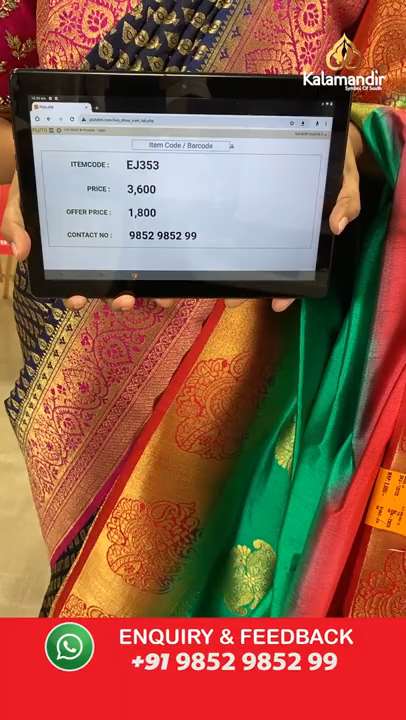 Kalamandir
Symbol Of South
Item Code / Barcode
ITEMCODE : EJ353
PRICE : 3,600
OFFER PRICE : 1,800
CONTACT NO : 9852 9852 99
ENQUIRY & FEEDBACK
+91 9852 9852 99